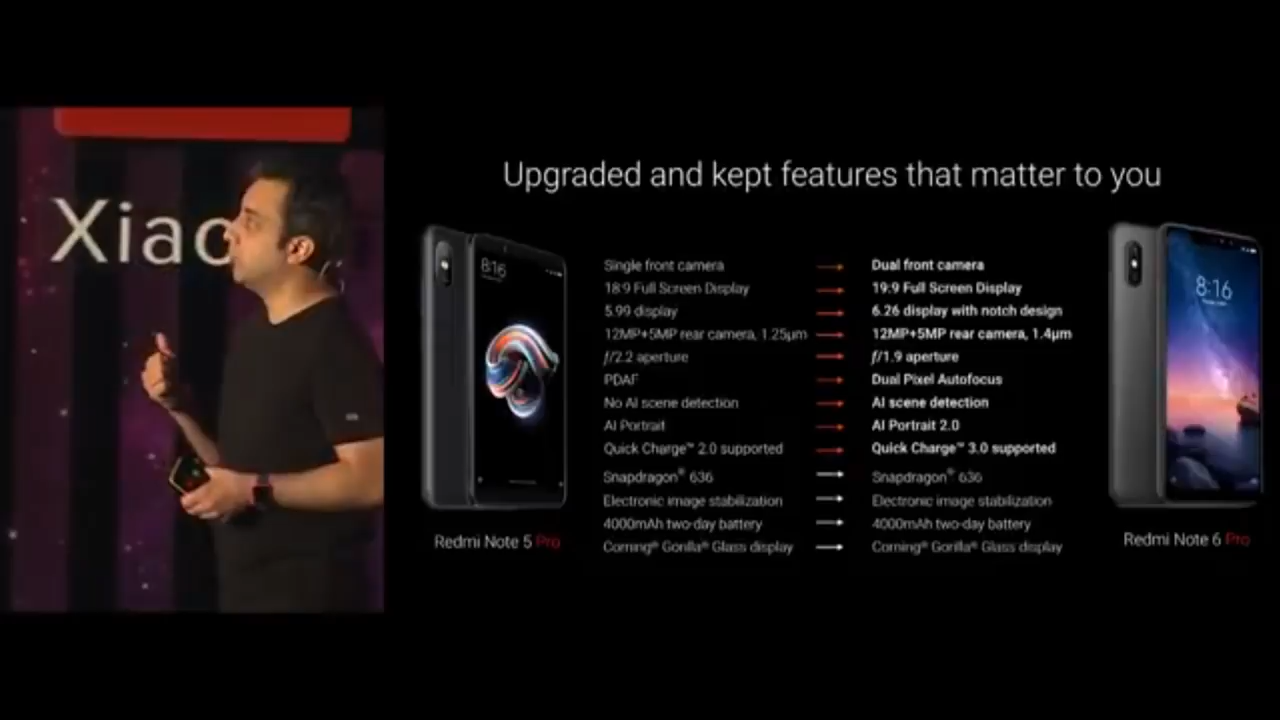 Xiao
Upgraded and kept features that matter to you
8:16
8:16
Single front camera → Dual front camera
18:9 Full Screen Display → 19:9 Full Screen Display
5.99 display → 6.26 display with notch design
12MP+5MP rear camera, 1.25μm → 12MP+5MP rear camera, 1.4μm
f/2.2 aperture → f/1.9 aperture
PDAF → Dual Pixel Autofocus
No AI scene detection → AI scene detection
AI Portrait → AI Portrait 2.0
Quick Charge™ 2.0 supported → Quick Charge™ 3.0 supported
Snapdragon® 636 → Snapdragon® 636
Electronic image stabilization → Electronic image stabilization
4000mAh two-day battery → 4000mAh two-day battery
Corning® Gorilla® Glass display → Corning® Gorilla® Glass display
Redmi Note 5 Pro
Redmi Note 6 Pro